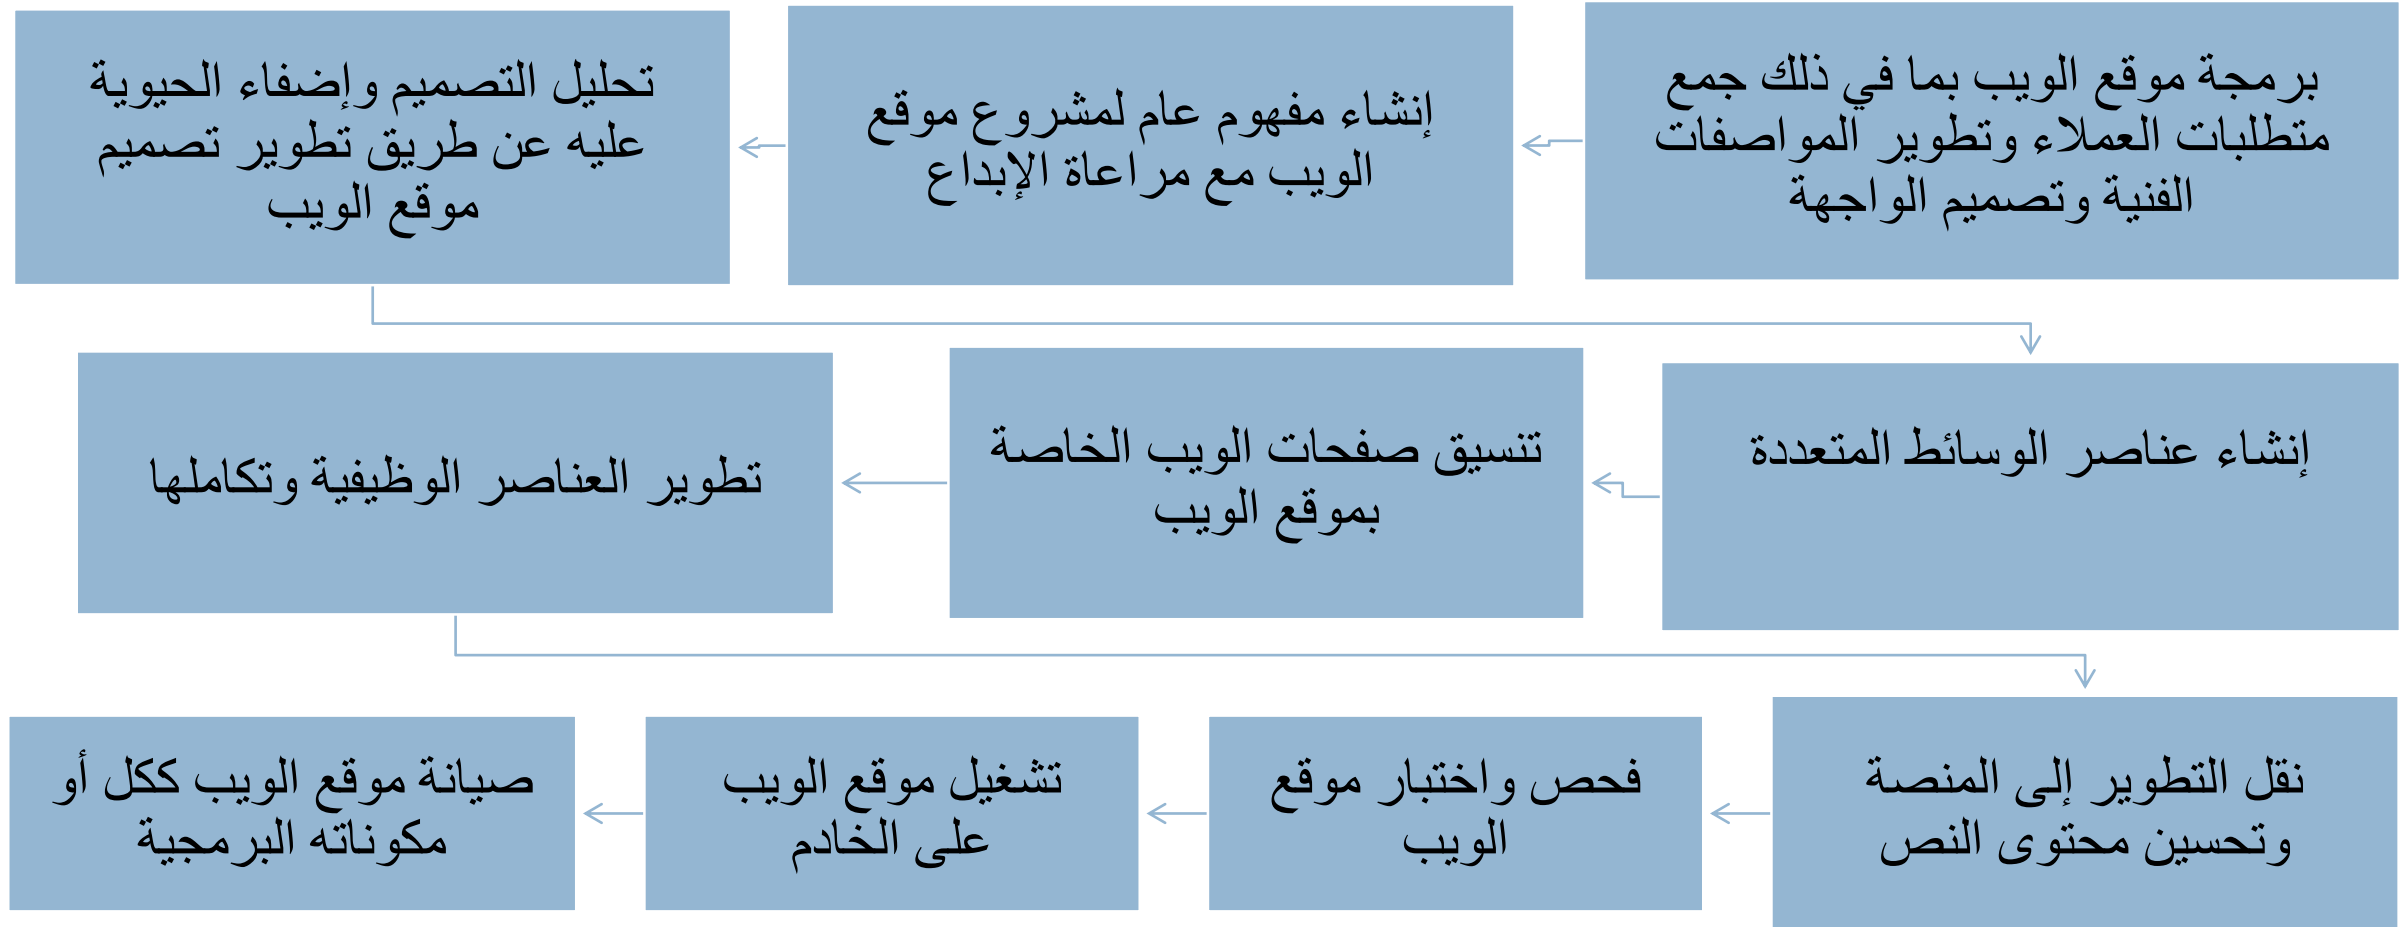 برمجة موقع الويب بما في ذلك جمع
متطلبات العملاء وتطوير المواصفات
الفنية وتصميم الواجهة
إنشاء مفهوم عام لمشروع موقع
الويب مع مراعاة الإبداع
تحليل التصميم وإضفاء الحيوية
عليه عن طريق تطوير تصميم
موقع الويب
إنشاء عناصر الوسائط المتعددة
تنسيق صفحات الويب الخاصة
بموقع الويب
تطوير العناصر الوظيفية وتكاملها
نقل التطوير إلى المنصة
وتحسين محتوى النص
فحص واختبار موقع
الويب
تشغيل موقع الويب
على الخادم
صيانة موقع الويب ككل أو
مكوناته البرمجية